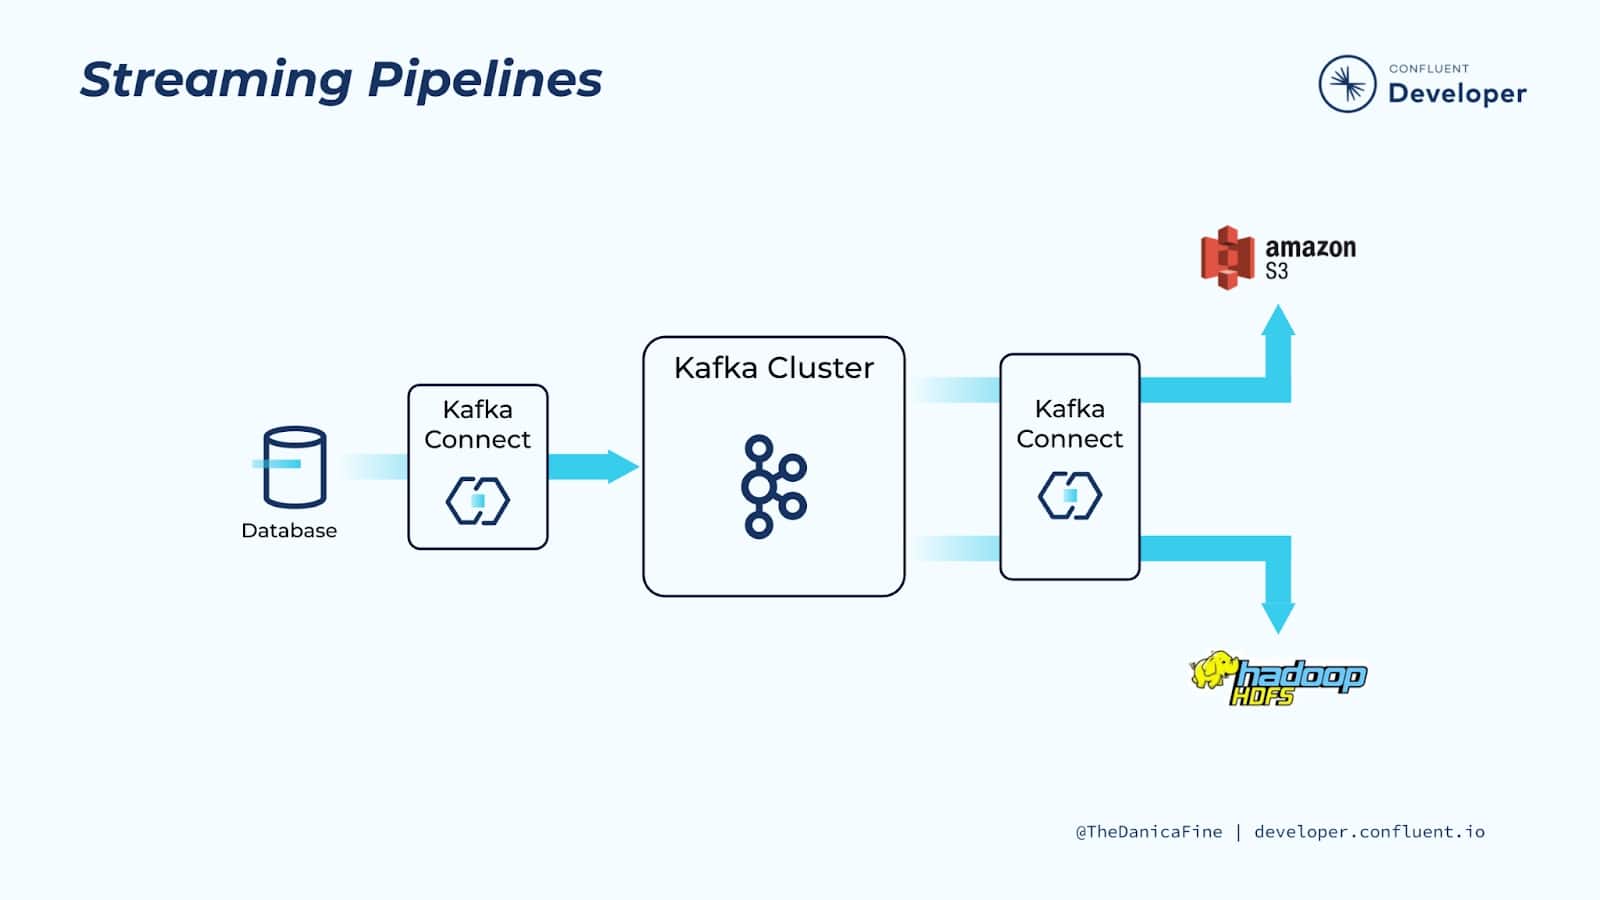 Streaming Pipelines
CONFLUENT
Developer
amazon
S3
Kafka Cluster
Kafka
Connect
Kafka
Connect
Database
hadoop
HDFS
@TheDanicaFine | developer.confluent.io